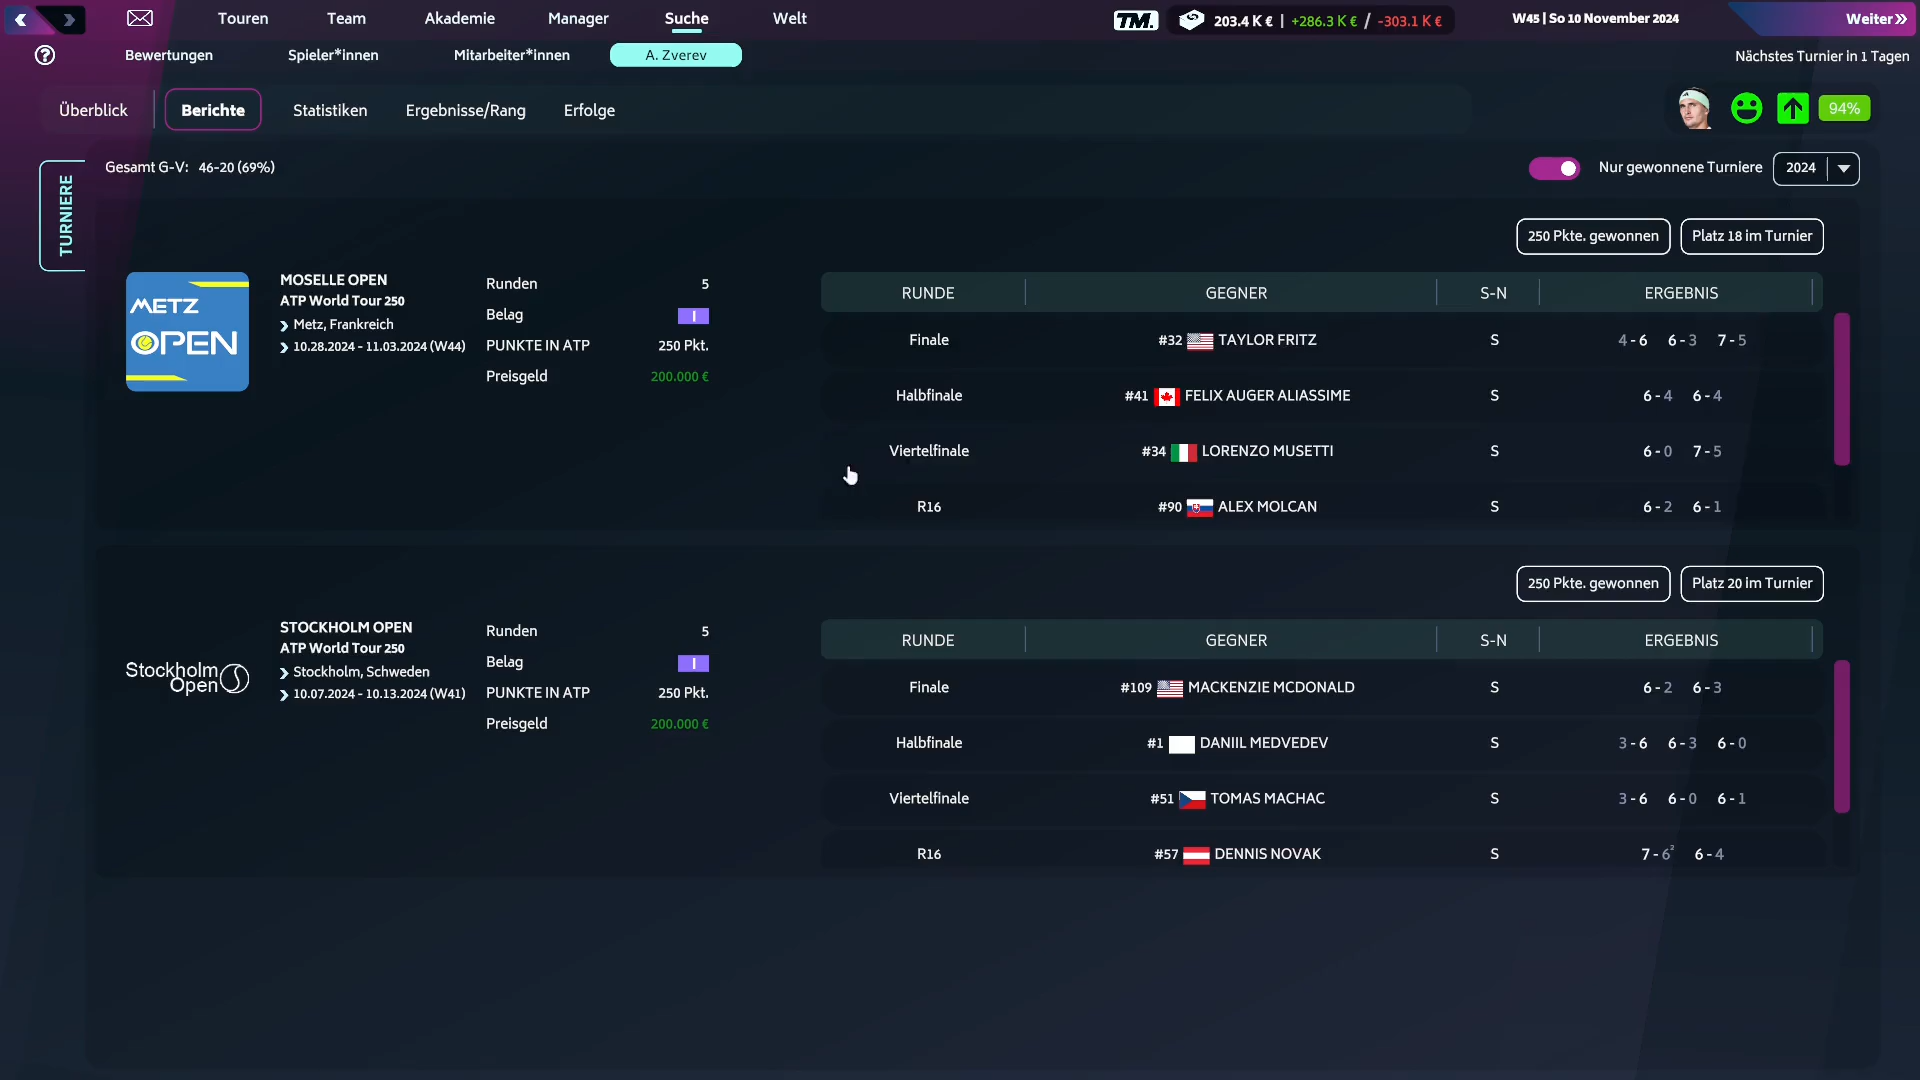 Touren Team Akademie Manager Suche Welt TM. 203.4 K € | +286.3 K € / -303.1 K € W45 | So 10 November 2024 Weiter
Bewertungen Spieler*innen Mitarbeiter*innen A. Zverev Nächstes Turnier in 1 Tagen
Überblick Berichte Statistiken Ergebnisse/Rang Erfolge 94%
Gesamt G-V: 46-20 (69%) Nur gewonnene Turniere 2024
TURNIERE
250 Pkte. gewonnen Platz 18 im Turnier
METZ
OPEN
MOSELLE OPEN
ATP World Tour 250
Metz, Frankreich
10.28.2024 - 11.03.2024 (W44)
Runden 5
Belag I
PUNKTE IN ATP 250 Pkt.
Preisgeld 200.000 €
RUNDE GEGNER S-N ERGEBNIS
Finale #32 TAYLOR FRITZ S 4-6 6-3 7-5
Halbfinale #41 FELIX AUGER ALIASSIME S 6-4 6-4
Viertelfinale #34 LORENZO MUSETTI S 6-0 7-5
R16 #90 ALEX MOLCAN S 6-2 6-1
250 Pkte. gewonnen Platz 20 im Turnier
Stockholm
Open
STOCKHOLM OPEN
ATP World Tour 250
Stockholm, Schweden
10.07.2024 - 10.13.2024 (W41)
Runden 5
Belag I
PUNKTE IN ATP 250 Pkt.
Preisgeld 200.000 €
RUNDE GEGNER S-N ERGEBNIS
Finale #109 MACKENZIE MCDONALD S 6-2 6-3
Halbfinale #1 DANIIL MEDVEDEV S 3-6 6-3 6-0
Viertelfinale #51 TOMAS MACHAC S 3-6 6-0 6-1
R16 #57 DENNIS NOVAK S 7-6² 6-4